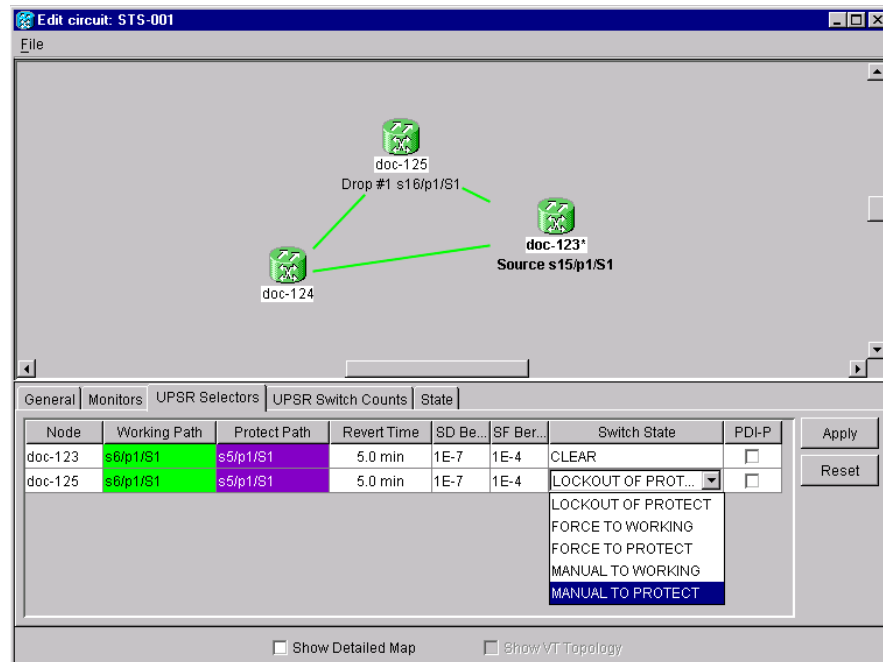 Edit circuit: STS-001
File
doc-125
Drop #1 s16/p1/S1
doc-123*
Source s15/p1/S1
doc-124
General Monitors UPSR Selectors UPSR Switch Counts State
Node Working Path Protect Path Revert Time SD Be... SF Ber... Switch State PDI-P
doc-123 s6/p1/S1 s5/p1/S1 5.0 min 1E-7 1E-4 CLEAR
doc-125 s6/p1/S1 s5/p1/S1 5.0 min 1E-7 1E-4 LOCKOUT OF PROT...
LOCKOUT OF PROTECT
FORCE TO WORKING
FORCE TO PROTECT
MANUAL TO WORKING
MANUAL TO PROTECT
Apply
Reset
Show Detailed Map Show VT Topology